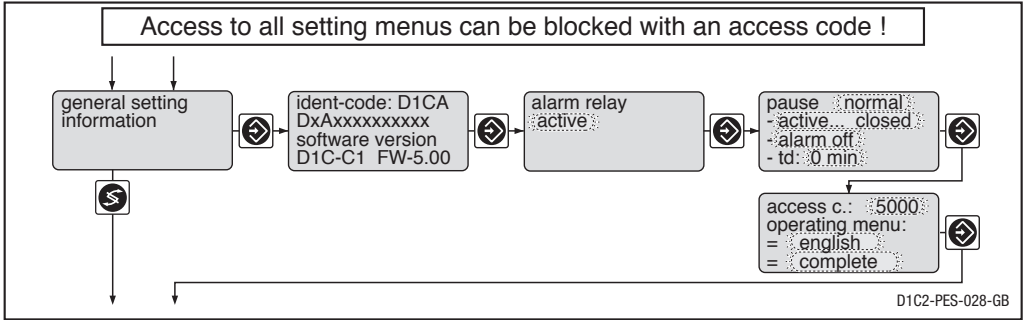 Access to all setting menus can be blocked with an access code !
general setting
information
ident-code: D1CA
DxAxxxxxxxxxx
software version
D1C-C1 FW-5.00
alarm relay
active
pause normal
- active closed
- alarm off
- td: 0 min
access c.: 5000
operating menu:
= english
= complete
D1C2-PES-028-GB